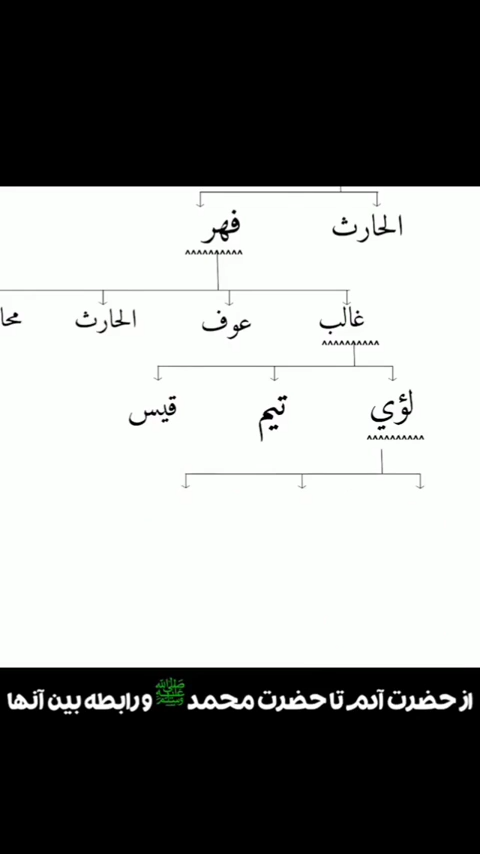 الحارث فهر
غالب عوف الحارث
لؤي تيم قيس
از حضرت آدم تا حضرت محمد ﷺ و رابطه بین آنها